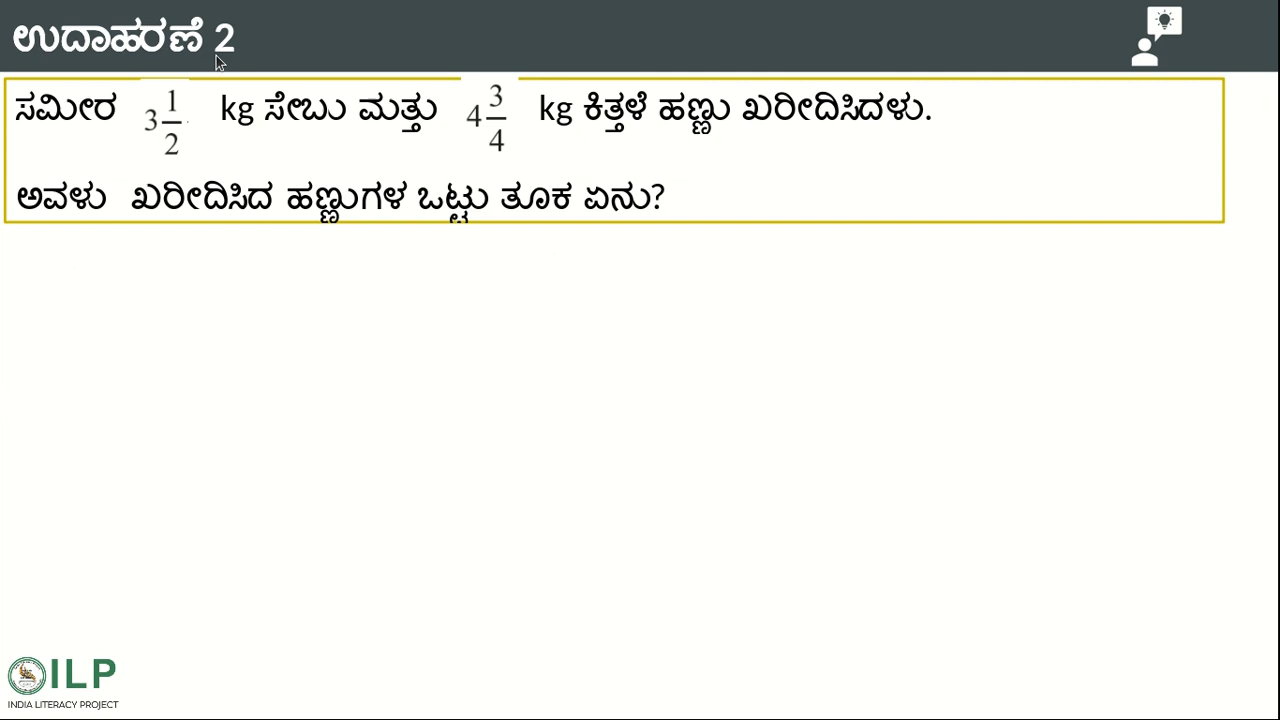 ಉದಾಹರಣೆ 2
ಸಮೀರ 3 1/2 kg ಸೇಬು ಮತ್ತು 4 3/4 kg ಕಿತ್ತಳೆ ಹಣ್ಣು ಖರೀದಿಸಿದಳು.
ಅವಳು ಖರೀದಿಸಿದ ಹಣ್ಣುಗಳ ಒಟ್ಟು ತೂಕ ಏನು?
ILP
INDIA LITERACY PROJECT